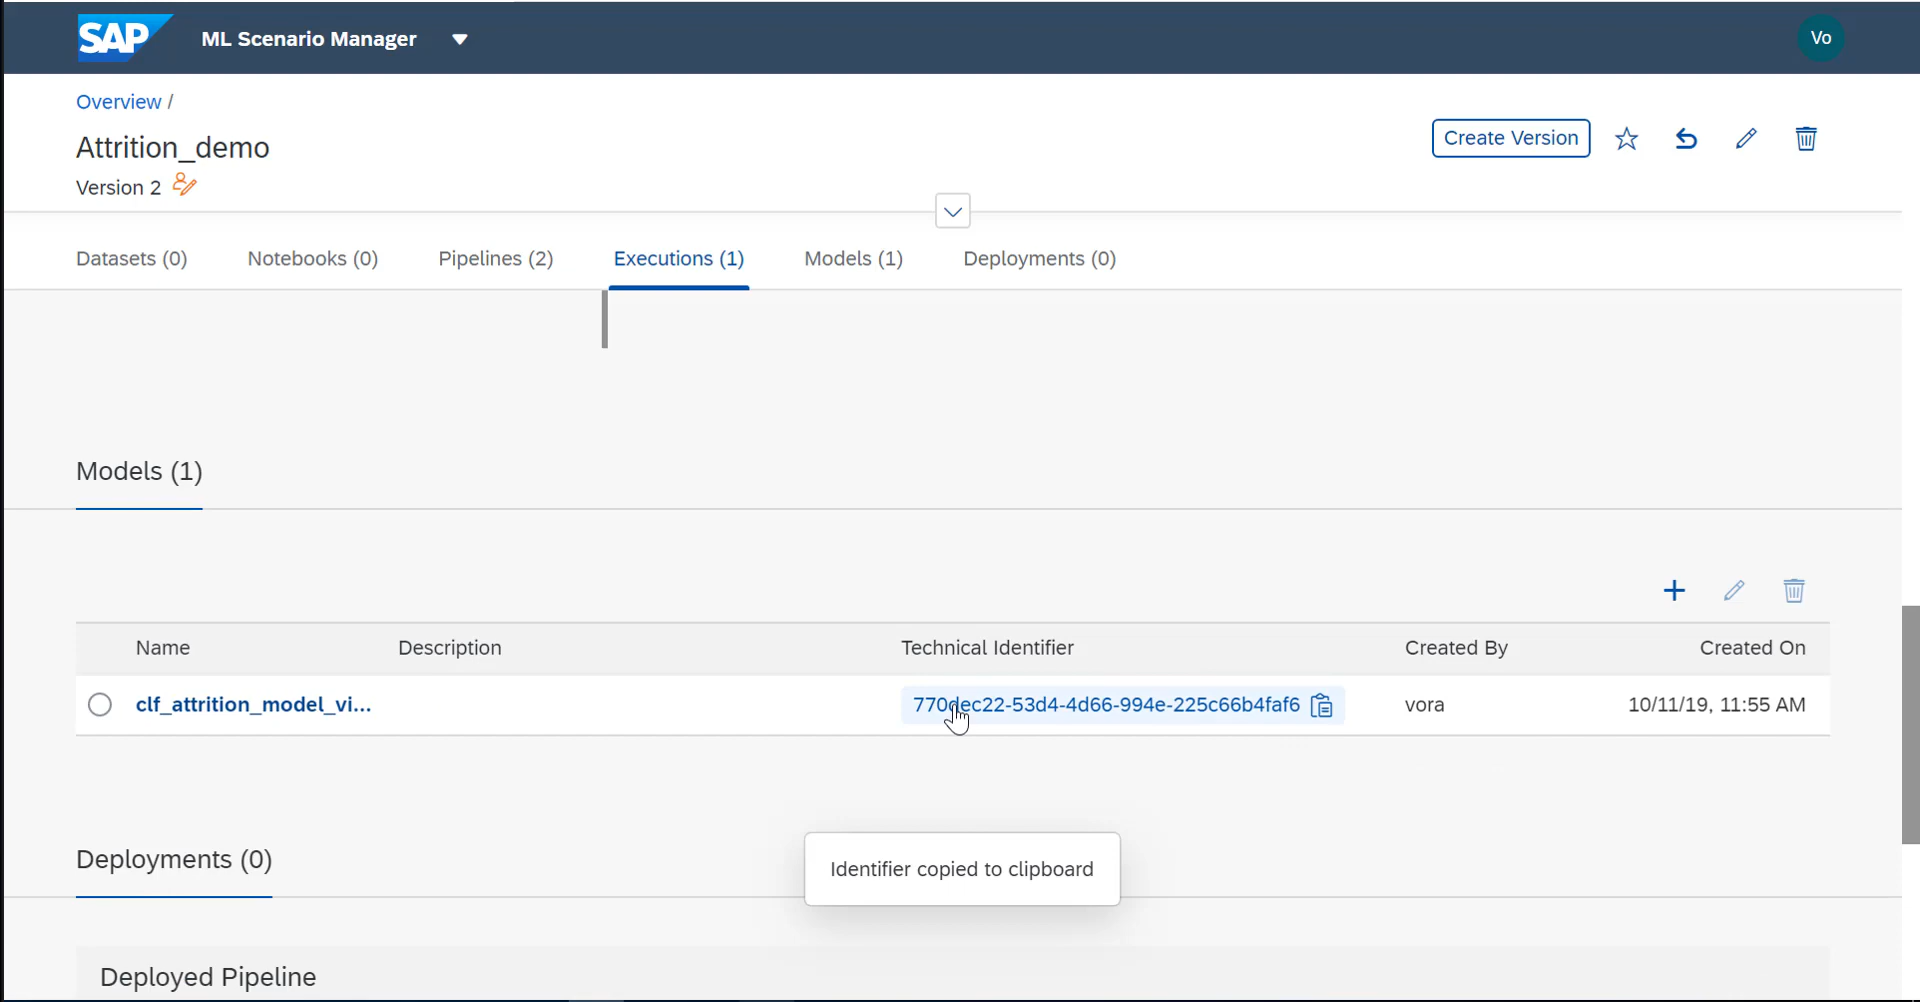 SAP ML Scenario Manager Vo
Overview /
Attrition_demo
Create Version
Version 2
Datasets (0) Notebooks (0) Pipelines (2) Executions (1) Models (1) Deployments (0)
Models (1)
Name Description Technical Identifier Created By Created On
clf_attrition_model_vi... 770dec22-53d4-4d66-994e-225c66b4faf6 vora 10/11/19, 11:55 AM
Deployments (0)
Identifier copied to clipboard
Deployed Pipeline